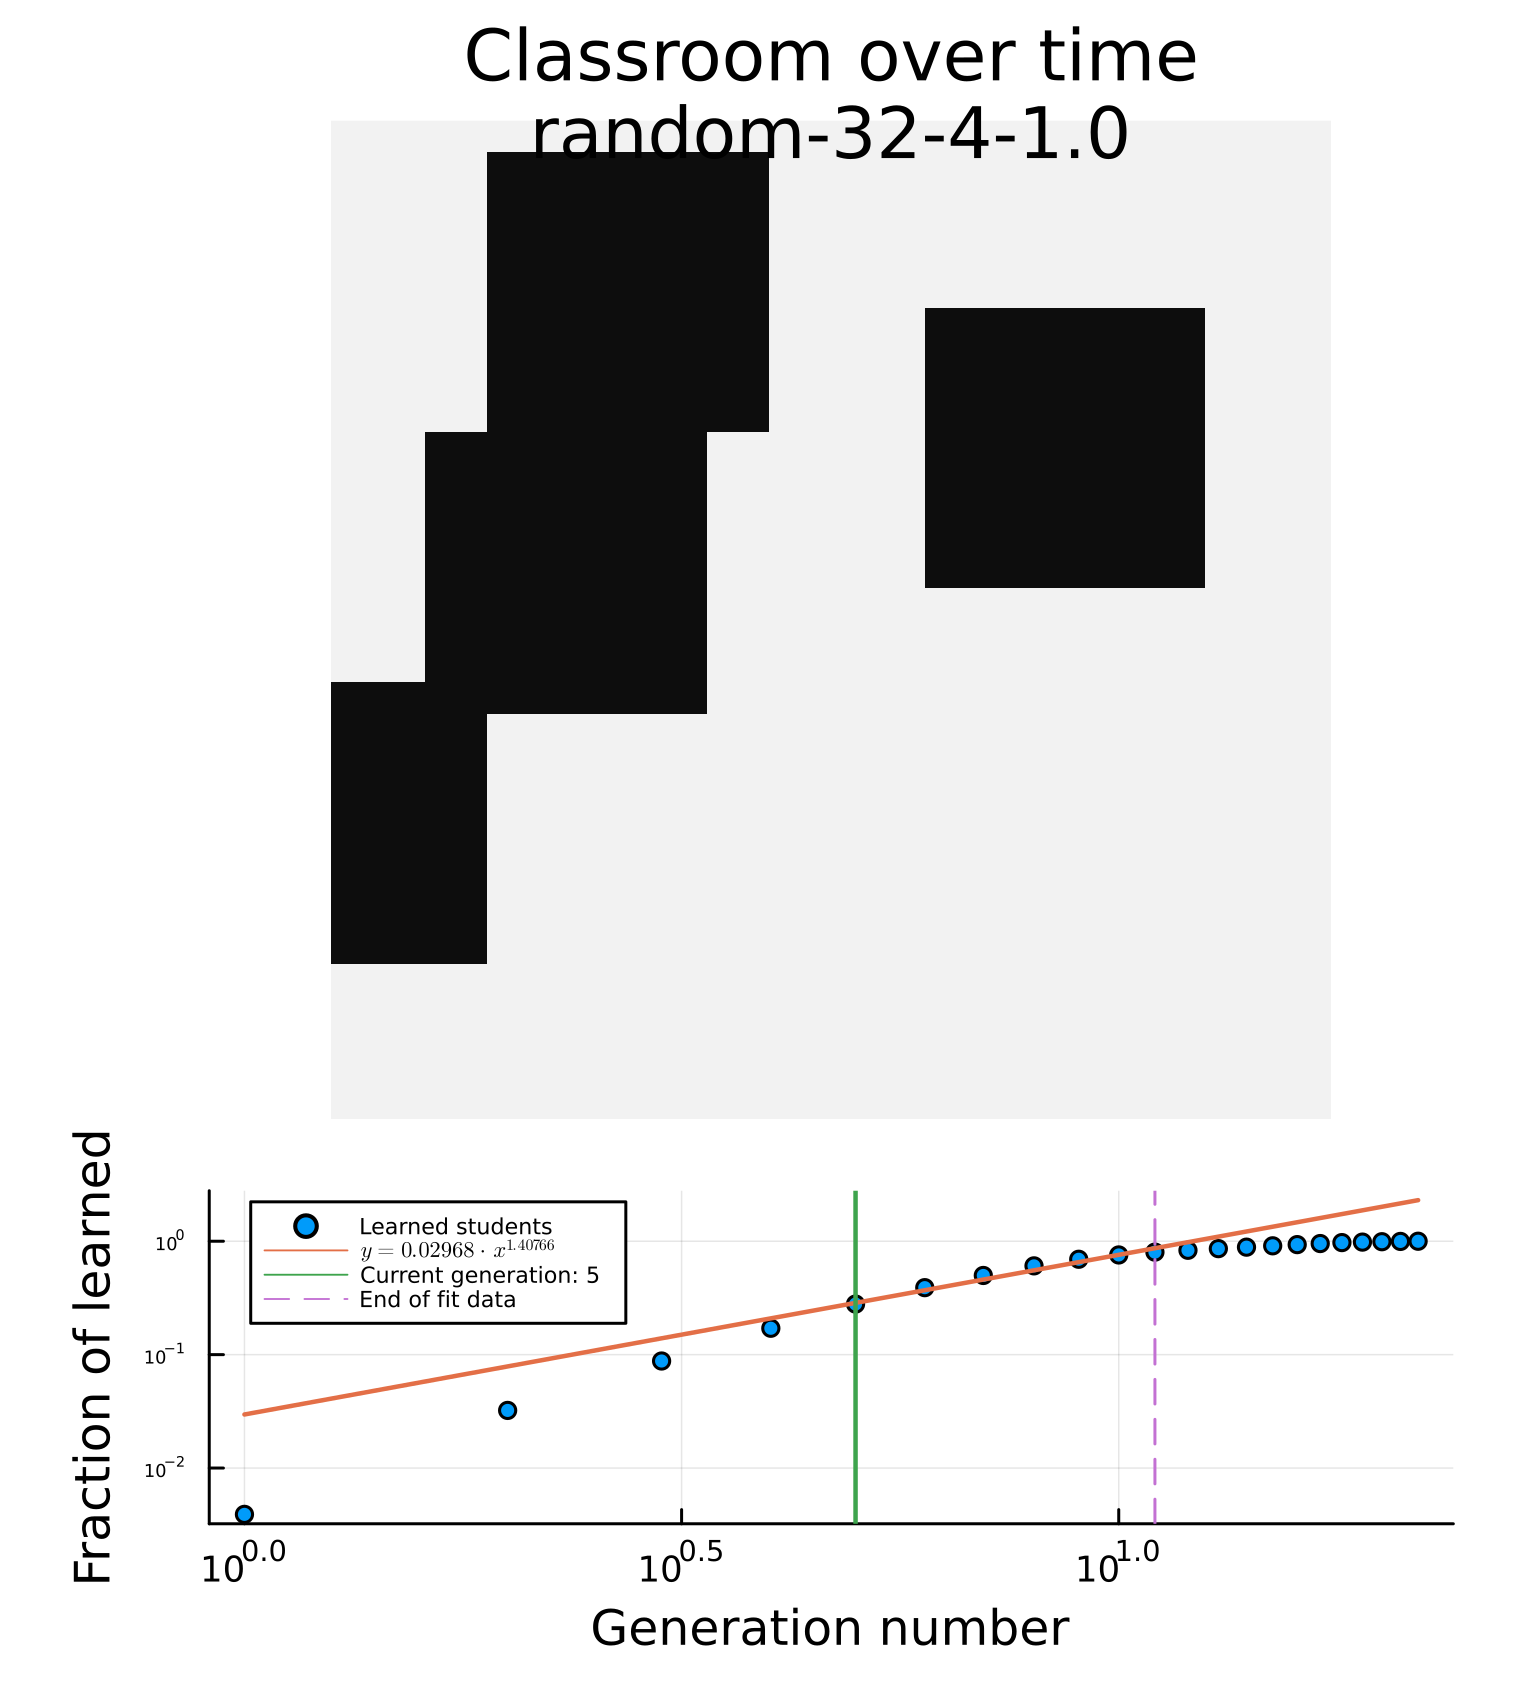 Classroom over time
random-32-4-1.0
Fraction of learned
Learned students
y = 0.02968 · x^1.40766
Current generation: 5
End of fit data
10^0
10^−1
10^−2
10^0.0
10^0.5
10^1.0
Generation number